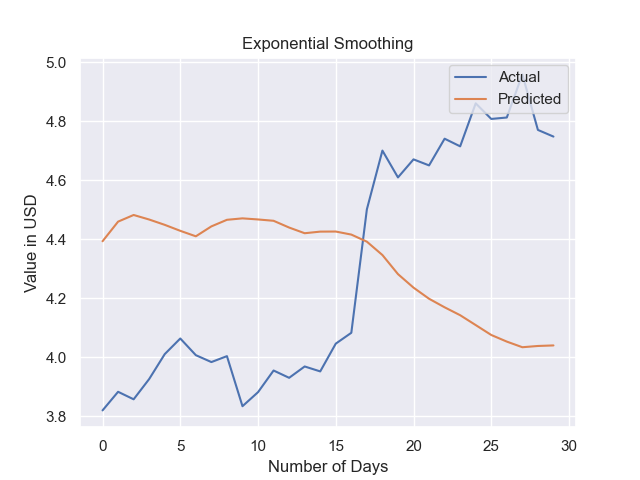 Exponential Smoothing
Actual
Predicted
Value in USD
5.0
4.8
4.6
4.4
4.2
4.0
3.8
0 5 10 15 20 25 30
Number of Days